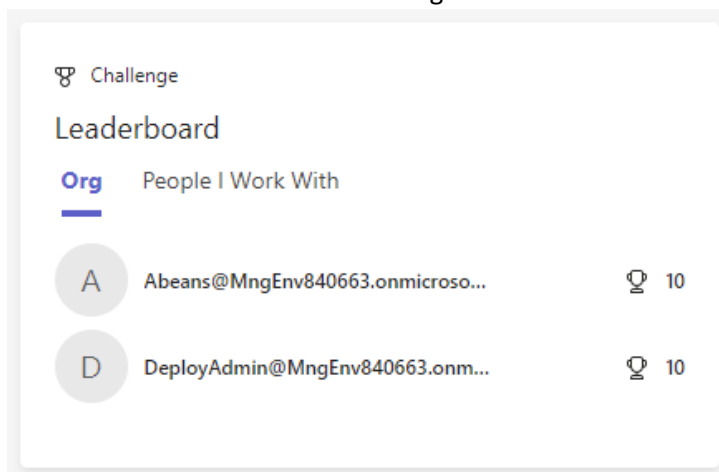 Challenge
Leaderboard
Org People I Work With
A Abeans@MngEnv840663.onmicroso... 10
D DeployAdmin@MngEnv840663.onm... 10